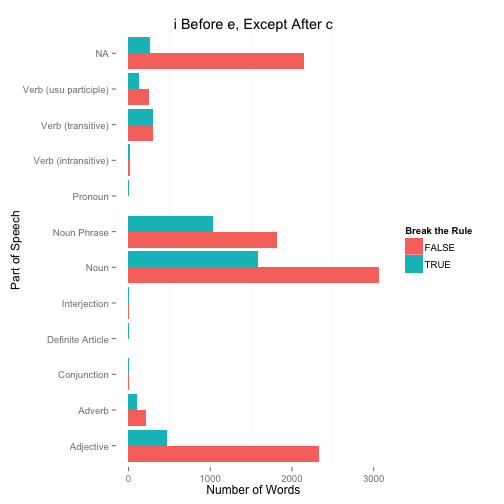 i Before e, Except After c
NA
Verb (usu participle)
Verb (transitive)
Verb (intransitive)
Pronoun
Noun Phrase
Noun
Interjection
Definite Article
Conjunction
Adverb
Adjective
Part of Speech
0 1000 2000 3000
Number of Words
Break the Rule
FALSE
TRUE